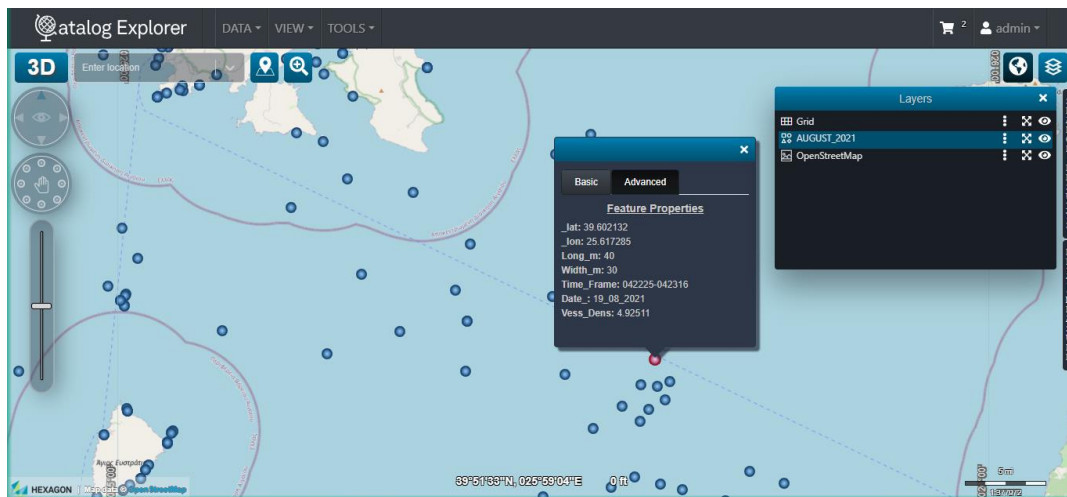 Catalog Explorer DATA VIEW TOOLS 2 admin
3D Enter location
Layers
Grid
AUGUST_2021
OpenStreetMap
Basic Advanced
Feature Properties
_lat: 39.602132
_lon: 25.617285
Long_m: 40
Width_m: 30
Time_Frame: 042225-042316
Date_: 19_08_2021
Vess_Dens: 4.92511
HEXAGON Map data © OpenStreetMap
39°51'33"N, 025°59'04"E 0 ft
5 mi